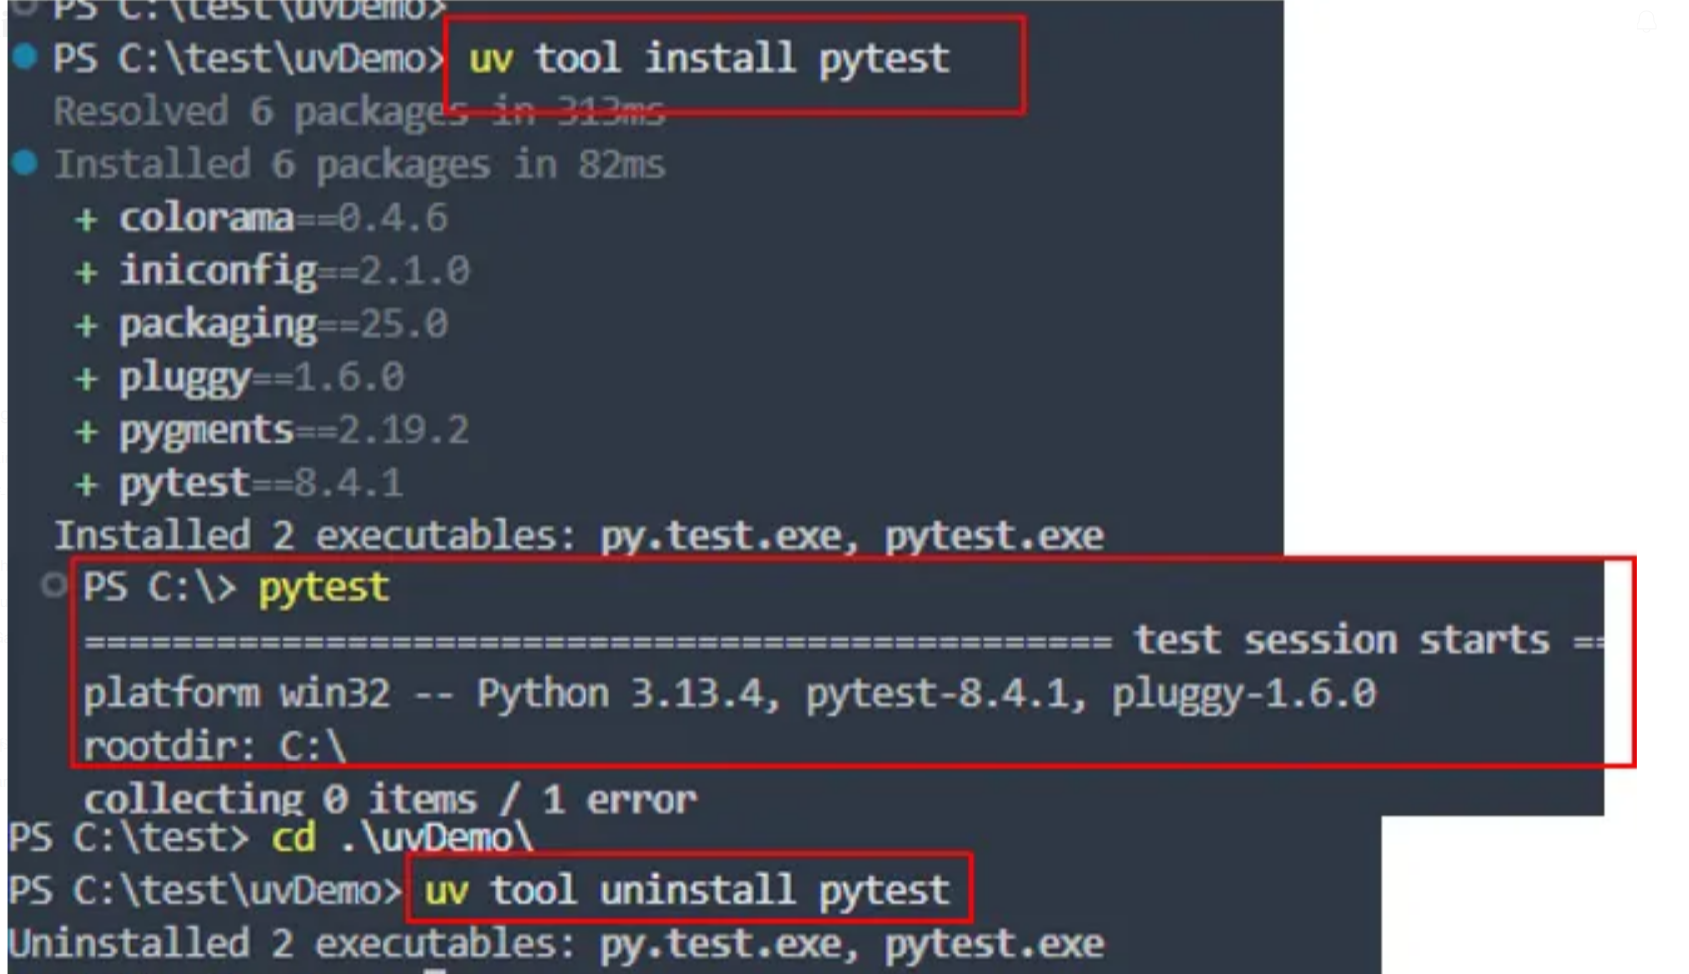 PS C:\test\uvDemo>
PS C:\test\uvDemo> uv tool install pytest
Resolved 6 packages in 313ms
Installed 6 packages in 82ms
+ colorama==0.4.6
+ iniconfig==2.1.0
+ packaging==25.0
+ pluggy==1.6.0
+ pygments==2.19.2
+ pytest==8.4.1
Installed 2 executables: py.test.exe, pytest.exe
PS C:\> pytest
=============================================== test session starts ==
platform win32 -- Python 3.13.4, pytest-8.4.1, pluggy-1.6.0
rootdir: C:\
collecting 0 items / 1 error
PS C:\test> cd .\uvDemo\
PS C:\test\uvDemo> uv tool uninstall pytest
Uninstalled 2 executables: py.test.exe, pytest.exe